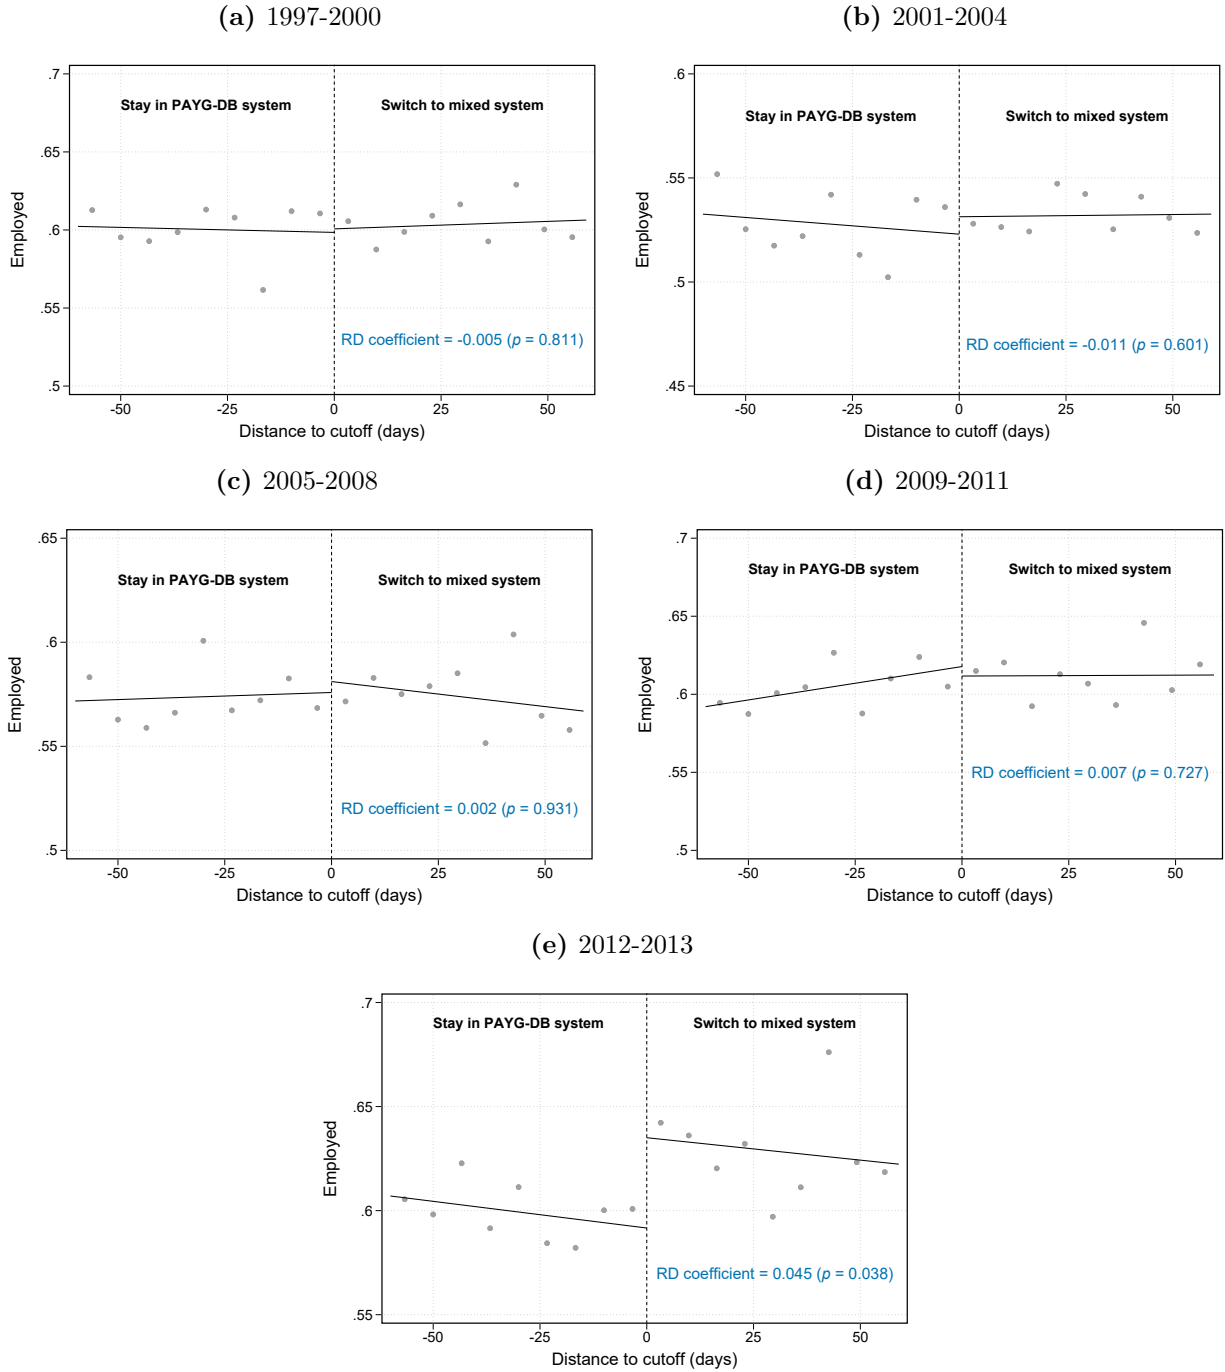 (a) 1997-2000
.7
.65
.6
.55
.5
Employed
Stay in PAYG-DB system
Switch to mixed system
RD coefficient = -0.005 (p = 0.811)
-50 -25 0 25 50
Distance to cutoff (days)
(b) 2001-2004
.6
.55
.5
.45
Employed
Stay in PAYG-DB system
Switch to mixed system
RD coefficient = -0.011 (p = 0.601)
-50 -25 0 25 50
Distance to cutoff (days)
(c) 2005-2008
.65
.6
.55
.5
Employed
Stay in PAYG-DB system
Switch to mixed system
RD coefficient = 0.002 (p = 0.931)
-50 -25 0 25 50
Distance to cutoff (days)
(d) 2009-2011
.7
.65
.6
.55
.5
Employed
Stay in PAYG-DB system
Switch to mixed system
RD coefficient = 0.007 (p = 0.727)
-50 -25 0 25 50
Distance to cutoff (days)
(e) 2012-2013
.7
.65
.6
.55
Employed
Stay in PAYG-DB system
Switch to mixed system
RD coefficient = 0.045 (p = 0.038)
-50 -25 0 25 50
Distance to cutoff (days)